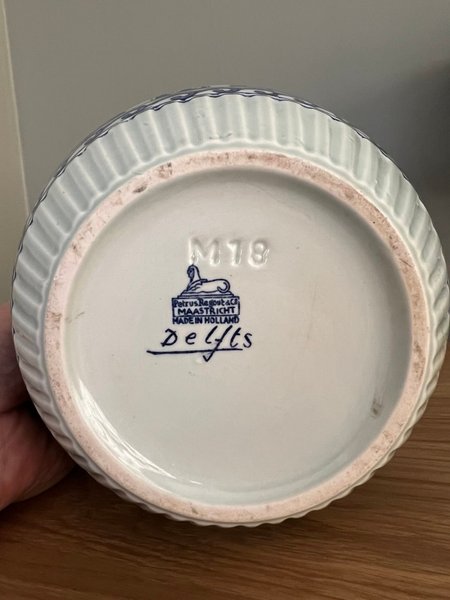 M18
Petrus Regout & Co
MAASTRICHT
MADE IN HOLLAND
Delfts